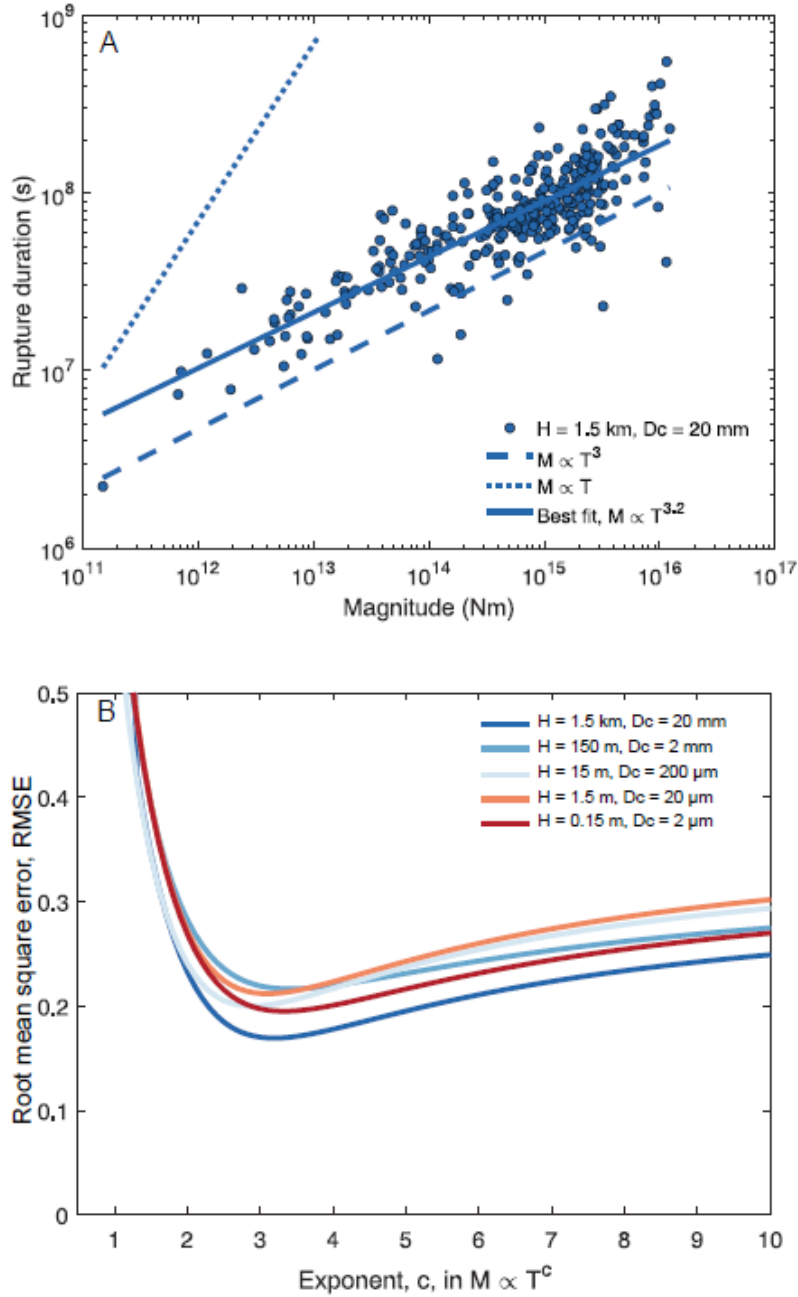 A
10⁹
10⁸
10⁷
10⁶
Rupture duration (s)
H = 1.5 km, Dc = 20 mm
M ∝ T³
M ∝ T
Best fit, M ∝ T³·²
10¹¹ 10¹² 10¹³ 10¹⁴ 10¹⁵ 10¹⁶ 10¹⁷
Magnitude (Nm)
B
0.5
0.4
0.3
0.2
0.1
0
Root mean square error, RMSE
H = 1.5 km, Dc = 20 mm
H = 150 m, Dc = 2 mm
H = 15 m, Dc = 200 µm
H = 1.5 m, Dc = 20 µm
H = 0.15 m, Dc = 2 µm
1 2 3 4 5 6 7 8 9 10
Exponent, c, in M ∝ Tᶜ